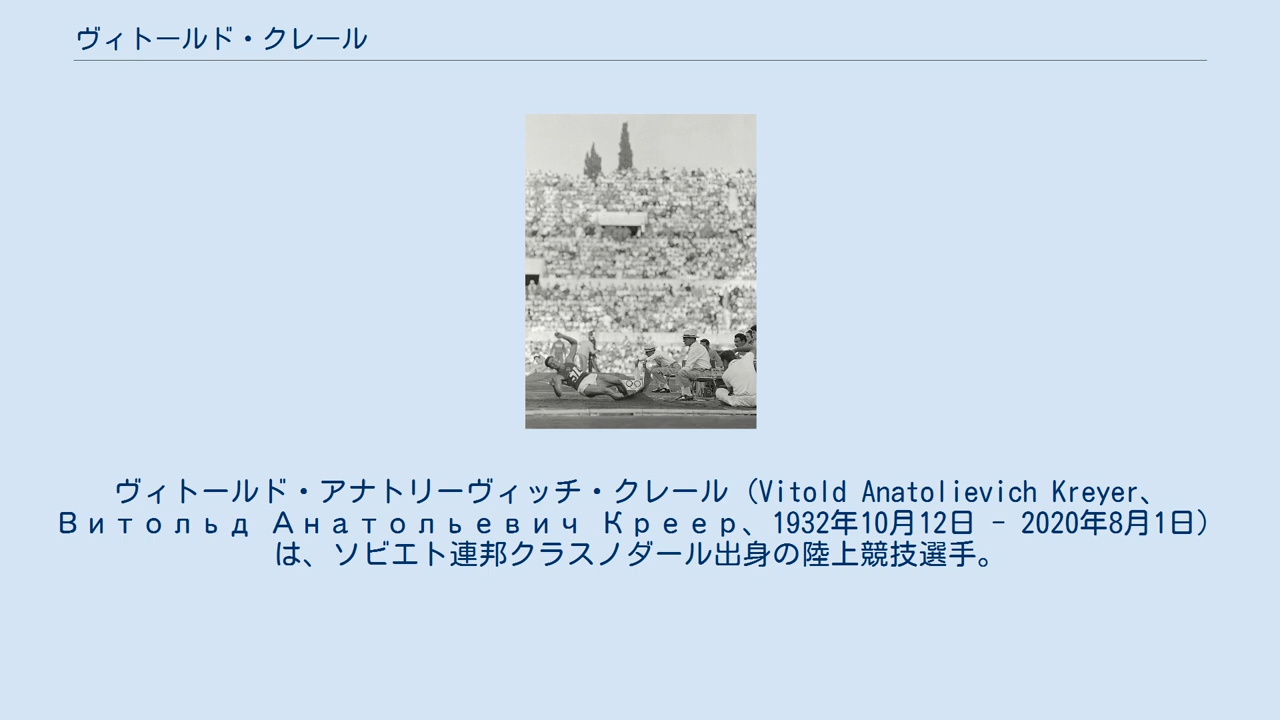 ヴィトールド・クレール
ヴィトールド・アナトリーヴィッチ・クレール（Vitold Anatolievich Kreyer、
Витольд Анатольевич Креер、1932年10月12日 - 2020年8月1日）
は、ソビエト連邦クラスノダール出身の陸上競技選手。